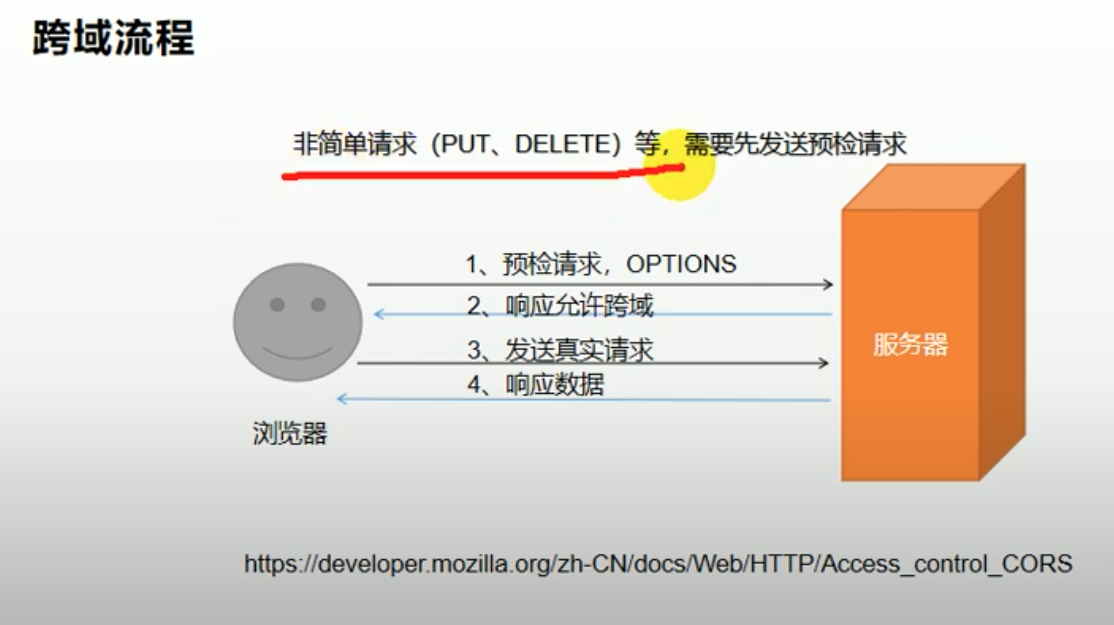 跨域流程
非简单请求（PUT、DELETE）等，需要先发送预检请求
1、预检请求，OPTIONS
2、响应允许跨域
3、发送真实请求
4、响应数据
服务器
浏览器
https://developer.mozilla.org/zh-CN/docs/Web/HTTP/Access_control_CORS